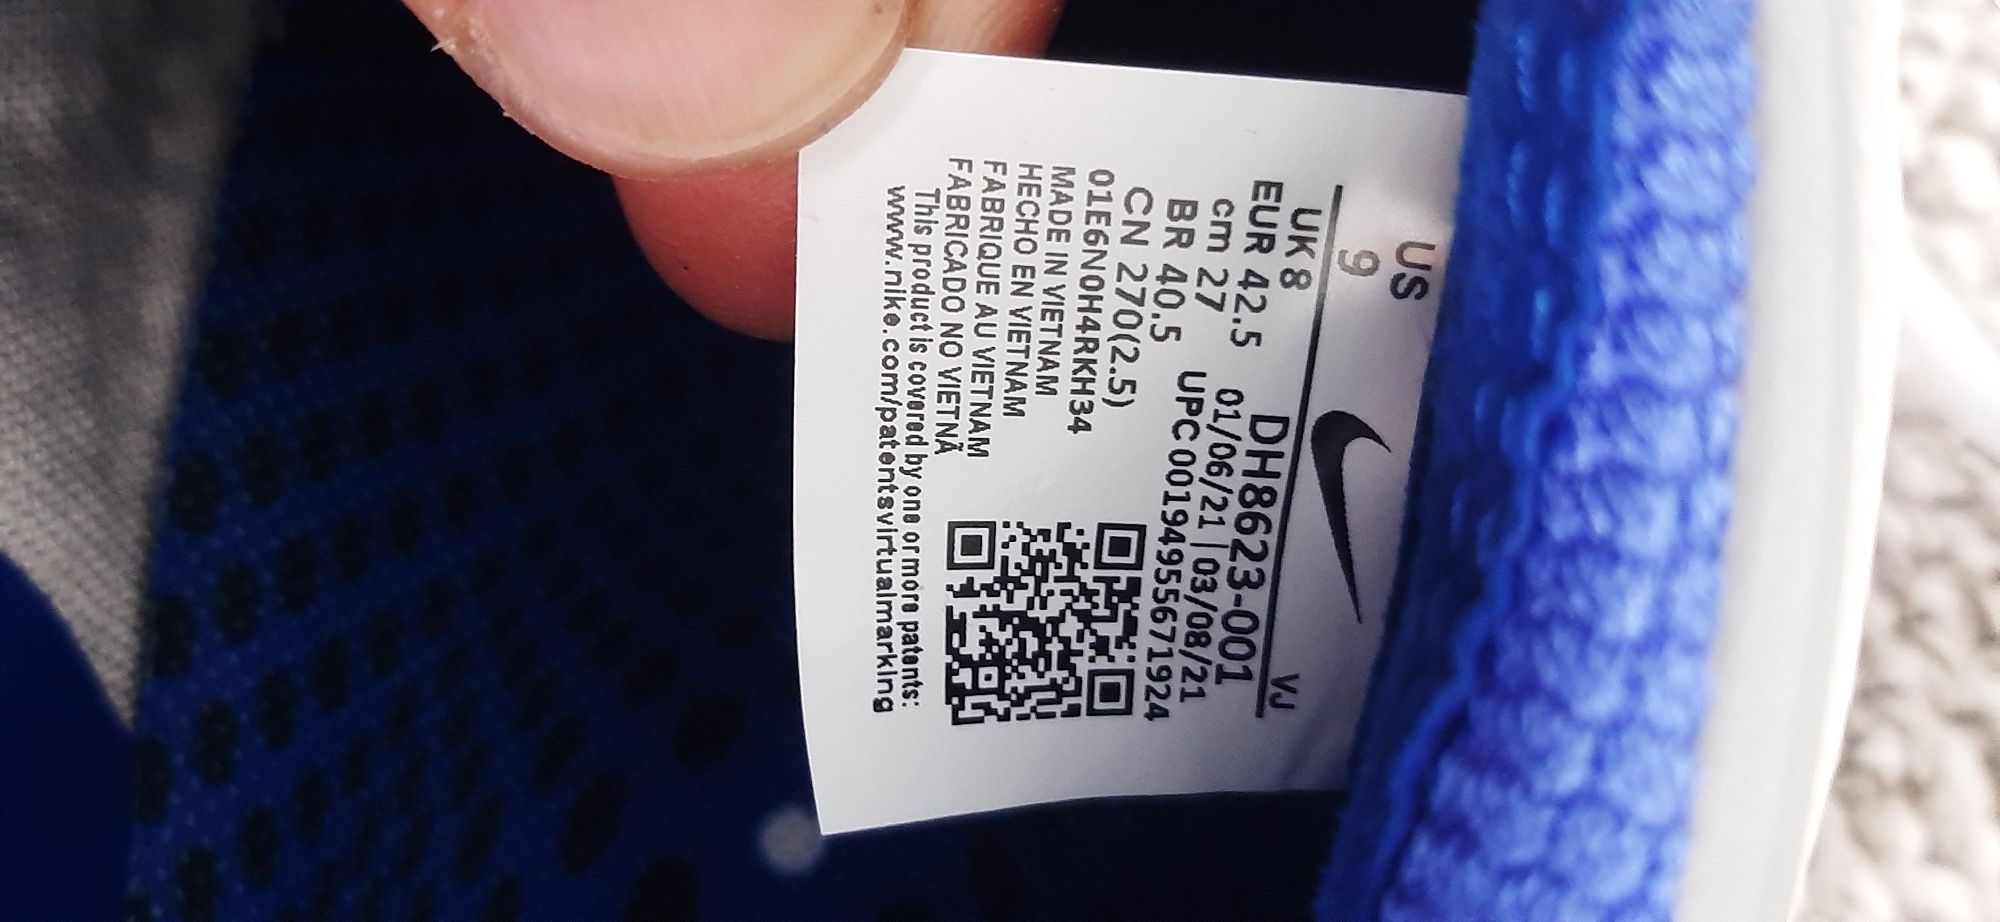 US
9
VJ
UK 8
EUR 42.5
DH8623-001
cm 27
01/06/21 | 03/08/21
BR 40.5
UPC 00194955671924
CN 270(2.5)
01E6N0H4RKH34
MADE IN VIETNAM
HECHO EN VIETNAM
FABRIQUE AU VIETNAM
FABRICADO NO VIETNÃ
This product is covered by one or more patents:
www.nike.com/patentsvirtualmarking